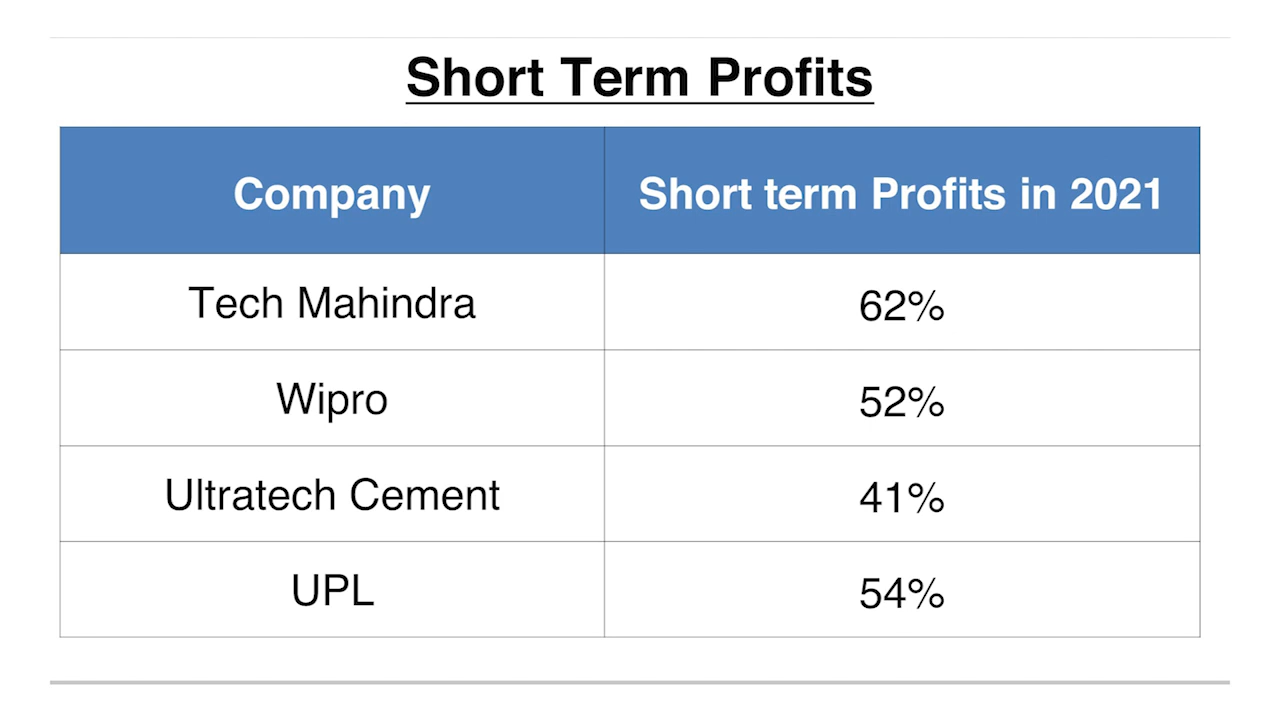 Short Term Profits
Company Short term Profits in 2021
Tech Mahindra 62%
Wipro 52%
Ultratech Cement 41%
UPL 54%